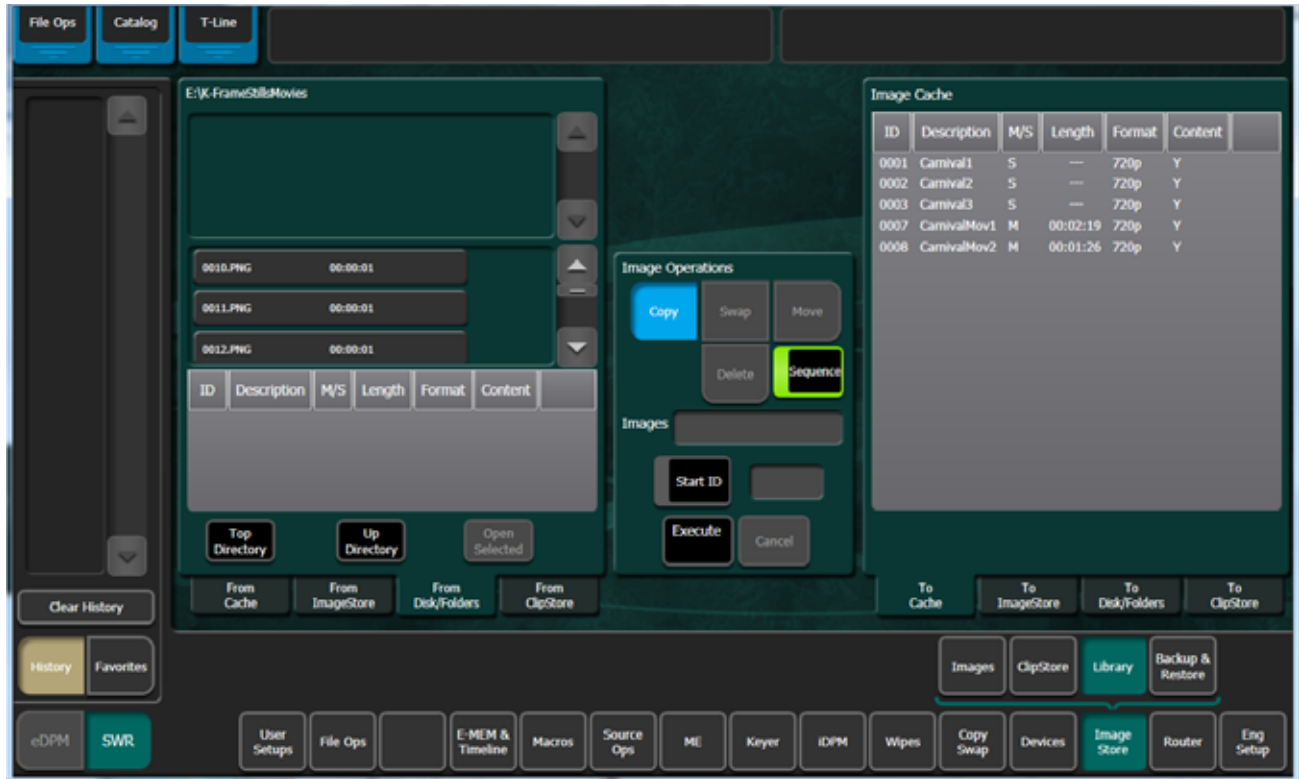 File Ops
Catalog
T-Line
E:\K-FrameStillsMovies
Image Cache
ID Description M/S Length Format Content
0001 Carnival1 S --- 720p Y
0002 Carnival2 S --- 720p Y
0003 Carnival3 S --- 720p Y
0007 CarnivalMov1 M 00:02:19 720p Y
0008 CarnivalMov2 M 00:01:26 720p Y
0010.PNG 00:00:01
0011.PNG 00:00:01
0012.PNG 00:00:01
ID Description M/S Length Format Content
Image Operations
Copy
Swap
Move
Delete
Sequence
Images
Start ID
Execute
Cancel
Top
Directory
Up
Directory
Open
Selected
From
Cache
From
ImageStore
From
Disk/Folders
From
ClipStore
To
Cache
To
ImageStore
To
Disk/Folders
To
ClipStore
Clear History
History
Favorites
Images
ClipStore
Library
Backup &
Restore
eDPM
SWR
User
Setups
File Ops
E-MEM &
Timeline
Macros
Source
Ops
ME
Keyer
iDPM
Wipes
Copy
Swap
Devices
Image
Store
Router
Eng
Setup